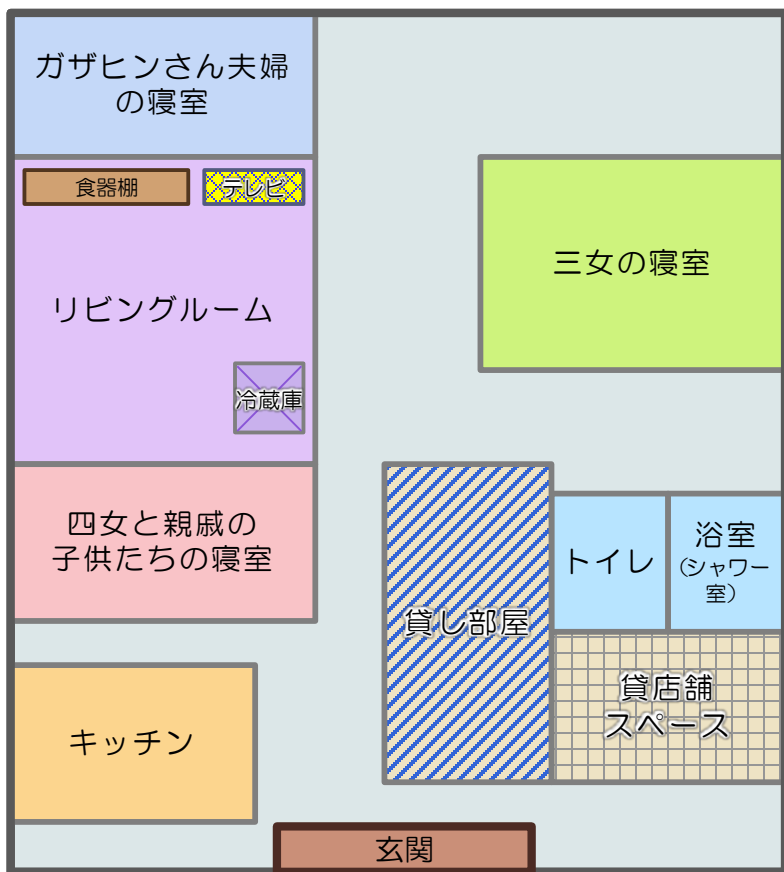 ガザヒンさん夫婦
の寝室
食器棚
テレビ
リビングルーム
冷蔵庫
三女の寝室
四女と親戚の
子供たちの寝室
トイレ
浴室
(シャワー
室)
貸し部屋
貸店舗
スペース
キッチン
玄関